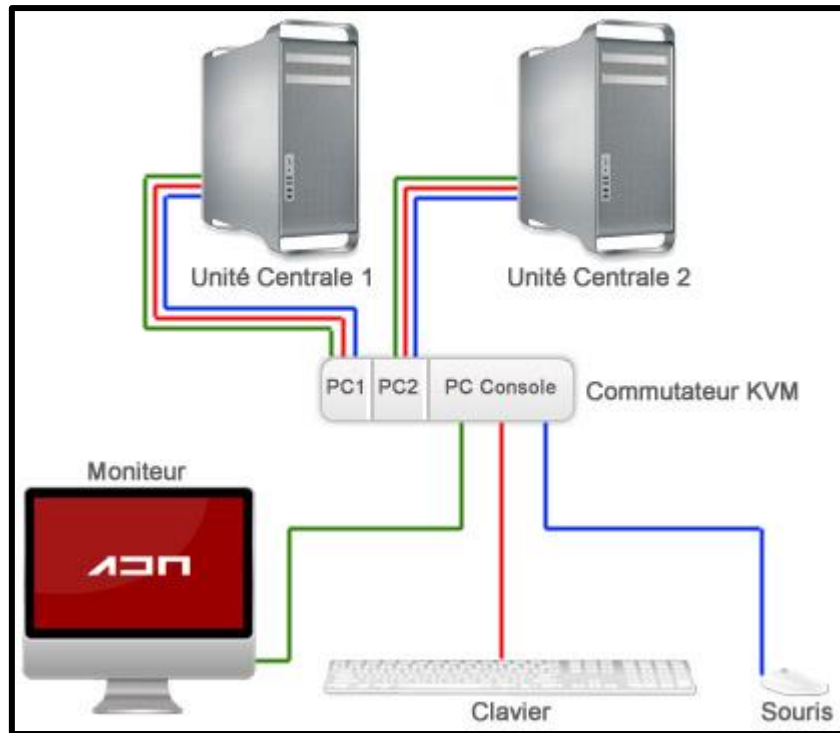 Unité Centrale 1
Unité Centrale 2
PC1 PC2 PC Console
Commutateur KVM
Moniteur
ADN
Clavier
Souris